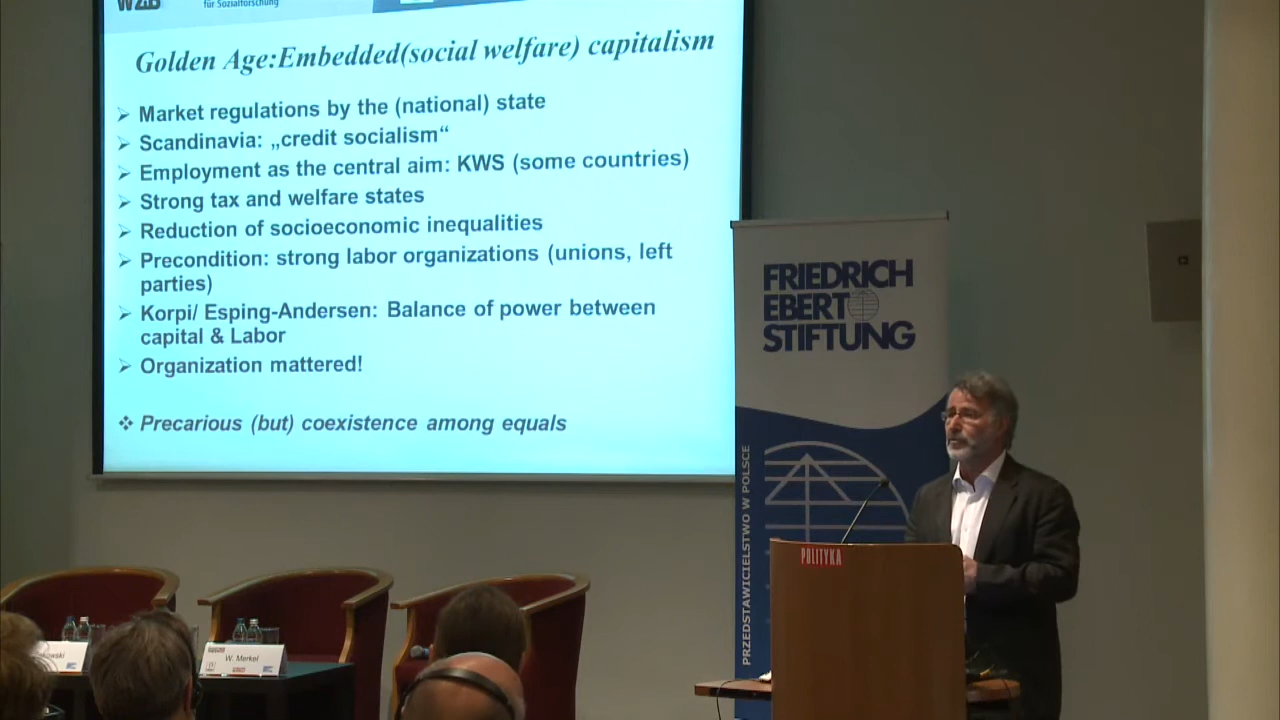 WZB
für Sozialforschung
Golden Age:Embedded(social welfare) capitalism
Market regulations by the (national) state
Scandinavia: „credit socialism“
Employment as the central aim: KWS (some countries)
Strong tax and welfare states
Reduction of socioeconomic inequalities
Precondition: strong labor organizations (unions, left
parties)
Korpi/ Esping-Andersen: Balance of power between
capital & Labor
Organization mattered!
Precarious (but) coexistence among equals
FRIEDRICH
EBERT
STIFTUNG
PRZEDSTAWICIELSTWO W POLSCE
POLITYKA
W. Merkel